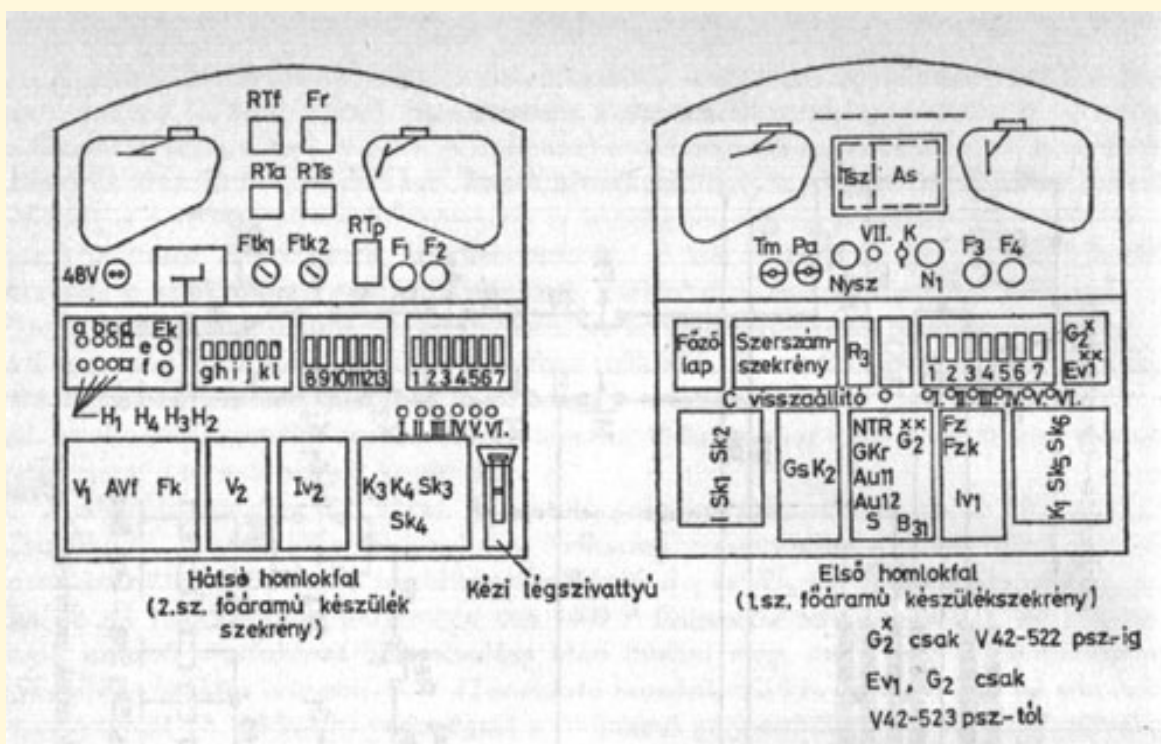 RTf Fr
RTa RTs
RTp
Ftk1 Ftk2
F1 F2
48V
a b c d Ek
e
f
g h i j k l
8 9 10 11 12 13
1 2 3 4 5 6 7
I. II. III. IV. V. VI.
H1 H4 H3 H2
V1 AVf Fk
V2
Iv2
K3 K4 Sk3
Sk4
Hátsó homlokfal
(2.sz. főáramú készülék
szekrény)
Kézi légszivattyú
Tsz As
Tm Pa
VII. K
Nysz
N1
F3 F4
Főző-
lap
Szerszám-
szekrény
R3
1 2 3 4 5 6 7
G2 x
xx
Ev1
C visszaállító
I. II. III. IV. V. VI.
Sk1 Sk2
Gs K2
NTR xx
GKr G2
Au11
Au12
S B31
Fz
Fz.k
Iv1
K1 Sk5 Sk6
Első homlokfal
(1.sz. főáramú készülékszekrény)
x
G2 csak V42-522 psz.-ig
Ev1, G2 csak
V42-523 psz.-tól